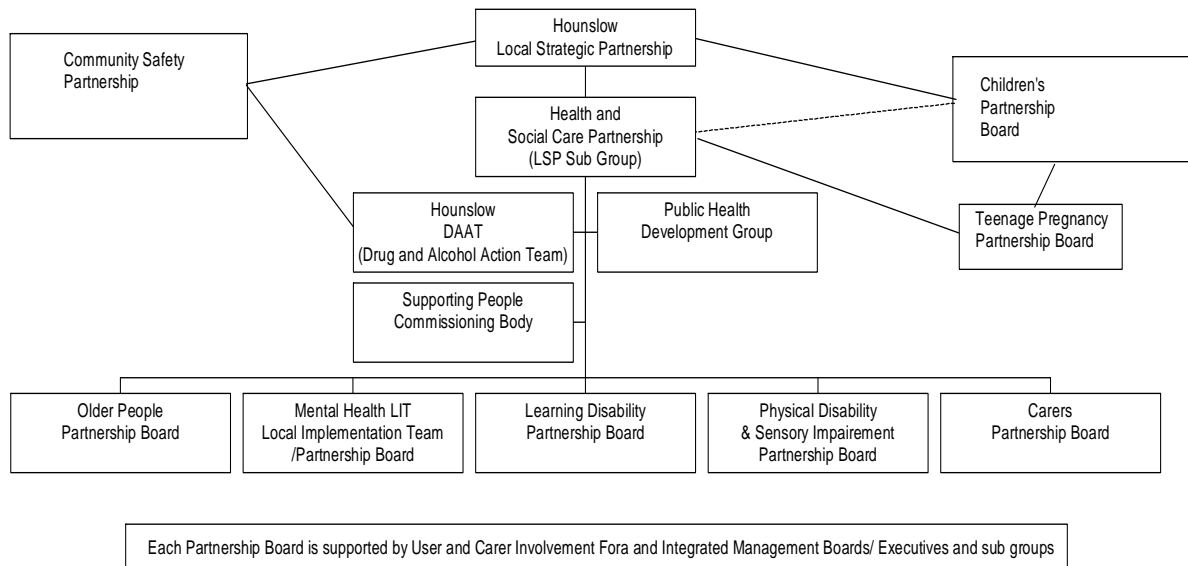 Hounslow
Local Strategic Partnership
Community Safety
Partnership
Children's
Partnership
Board
Health and
Social Care Partnership
(LSP Sub Group)
Hounslow
DAAT
(Drug and Alcohol Action Team)
Public Health
Development Group
Teenage Pregnancy
Partnership Board
Supporting People
Commissioning Body
Older People
Partnership Board
Mental Health LIT
Local Implementation Team
/Partnership Board
Learning Disability
Partnership Board
Physical Disability
& Sensory Impairement
Partnership Board
Carers
Partnership Board
Each Partnership Board is supported by User and Carer Involvement Fora and Integrated Management Boards/ Executives and sub groups